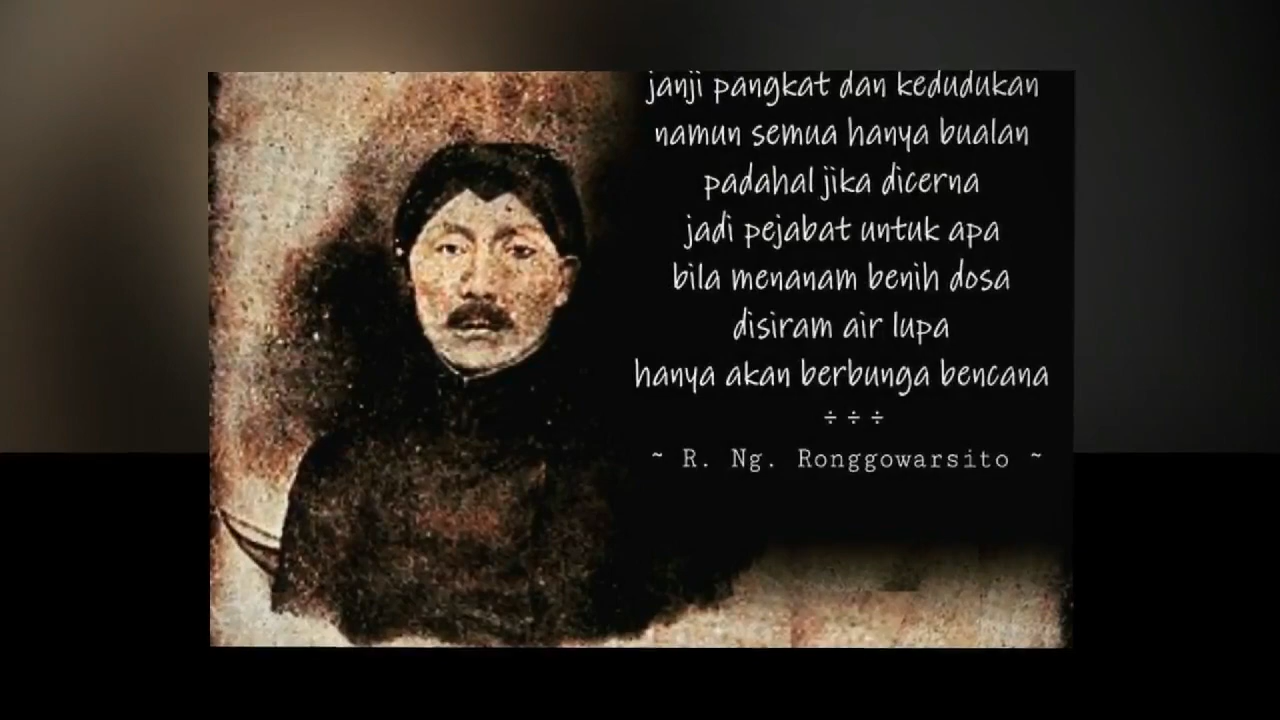 janji pangkat dan kedudukan
namun semua hanya bualan
padahal jika dicerna
jadi pejabat untuk apa
bila menanam benih dosa
disiram air lupa
hanya akan berbunga bencana
÷ ÷ ÷
~ R. Ng. Ronggowarsito ~